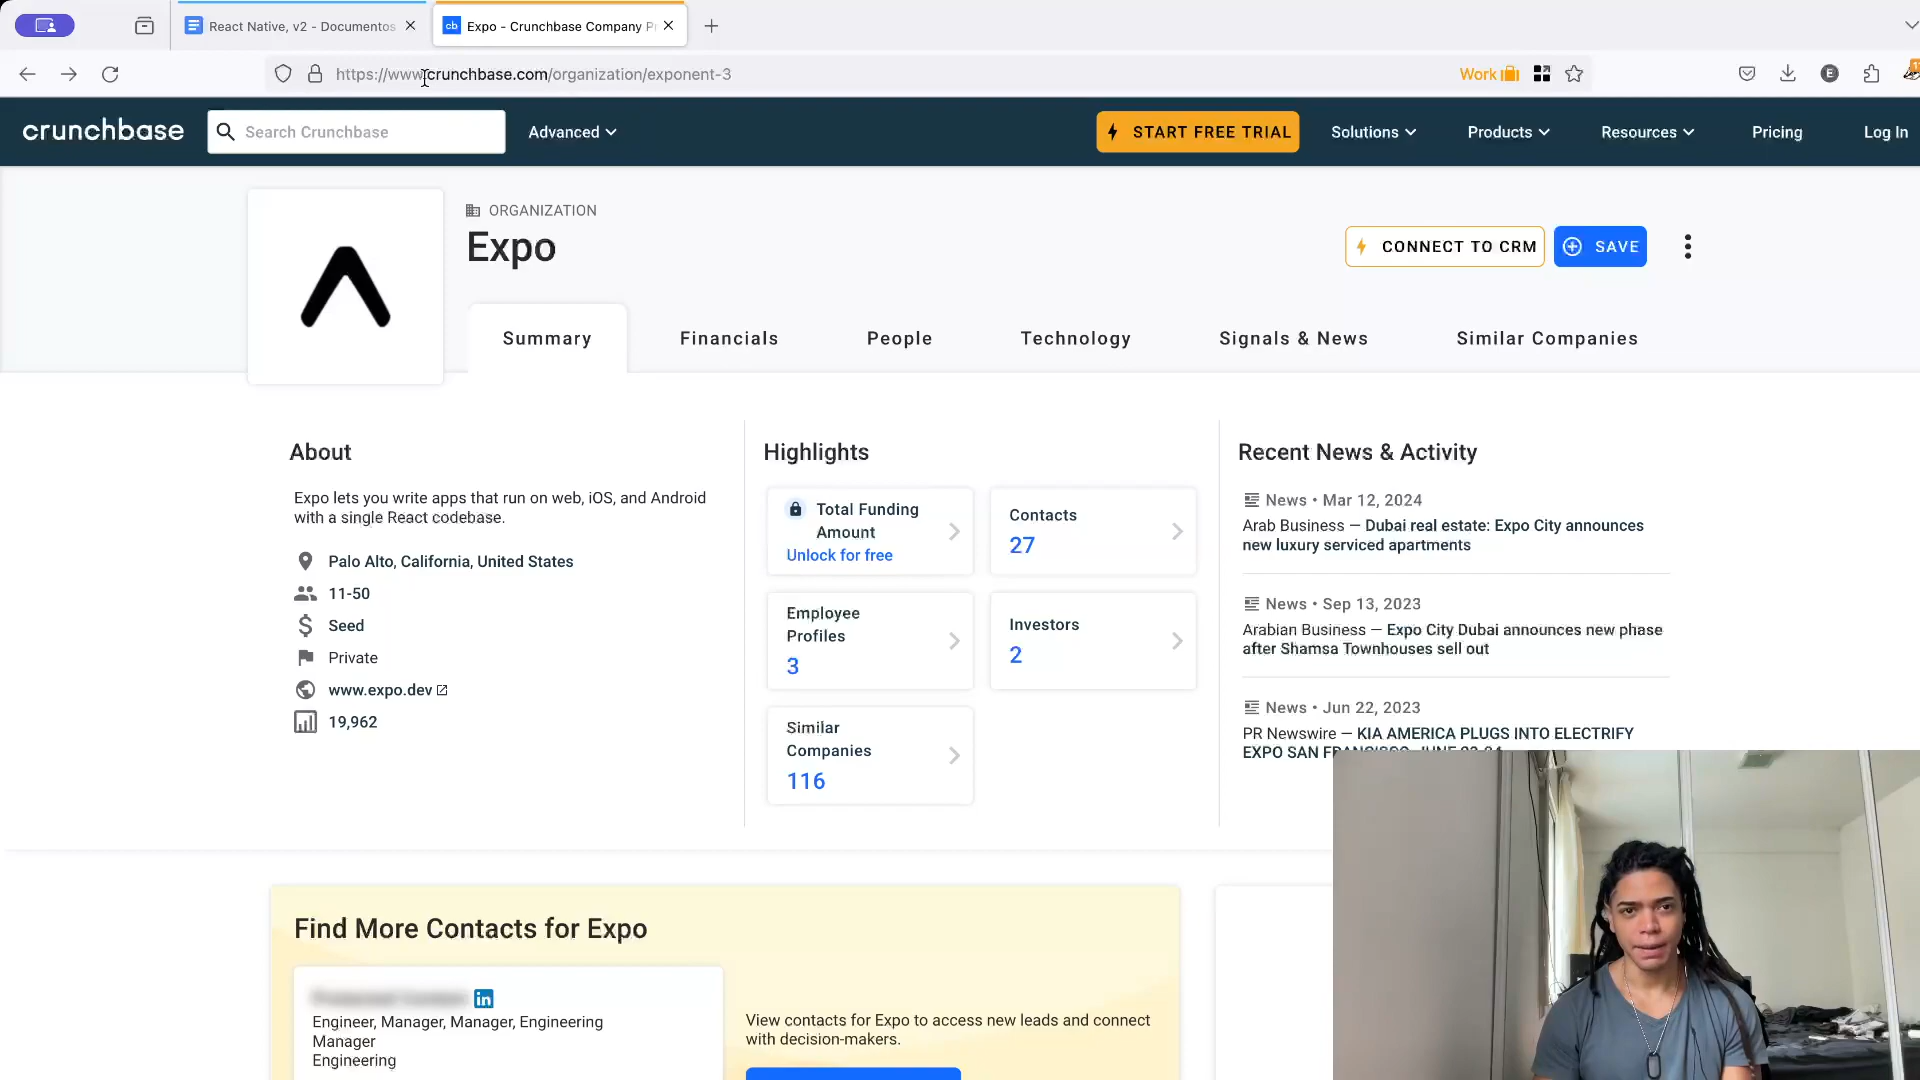 React Native, v2 - Documentos
Expo - Crunchbase Company P
https://www.crunchbase.com/organization/exponent-3
Work
E
crunchbase
Search Crunchbase
Advanced
START FREE TRIAL
Solutions
Products
Resources
Pricing
Log In
ORGANIZATION
Expo
CONNECT TO CRM
SAVE
Summary
Financials
People
Technology
Signals & News
Similar Companies
About
Expo lets you write apps that run on web, iOS, and Android
with a single React codebase.
Palo Alto, California, United States
11-50
Seed
Private
www.expo.dev
19,962
Highlights
Total Funding
Amount
Unlock for free
Contacts
27
Employee
Profiles
3
Investors
2
Similar
Companies
116
Recent News & Activity
News • Mar 12, 2024
Arab Business — Dubai real estate: Expo City announces
new luxury serviced apartments
News • Sep 13, 2023
Arabian Business — Expo City Dubai announces new phase
after Shamsa Townhouses sell out
News • Jun 22, 2023
PR Newswire — KIA AMERICA PLUGS INTO ELECTRIFY
EXPO SAN
Find More Contacts for Expo
in
Engineer, Manager, Manager, Engineering
Manager
Engineering
View contacts for Expo to access new leads and connect
with decision-makers.